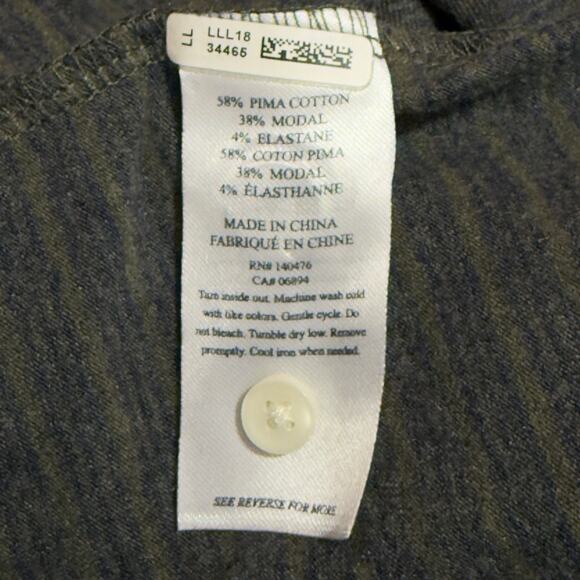 LL
LLL18
34465
58% PIMA COTTON
38% MODAL
4% ELASTANE
58% COTON PIMA
38% MODAL
4% ÉLASTHANNE
MADE IN CHINA
FABRIQUÉ EN CHINE
RN# 140476
CA# 06894
Turn inside out. Machine wash cold
with like colors. Gentle cycle. Do
not bleach. Tumble dry low. Remove
promptly. Cool iron when needed.
SEE REVERSE FOR MORE